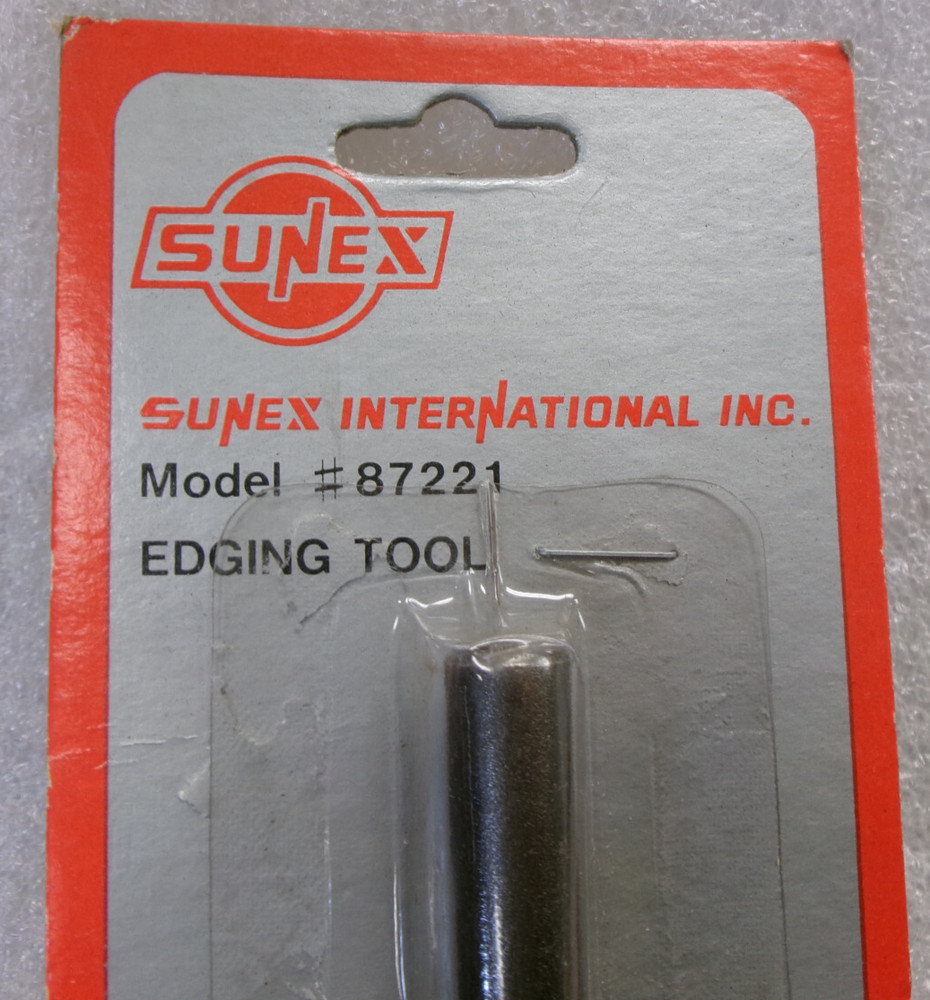 SUNEX
SUNEX INTERNATIONAL INC.
Model #87221
EDGING TOOL